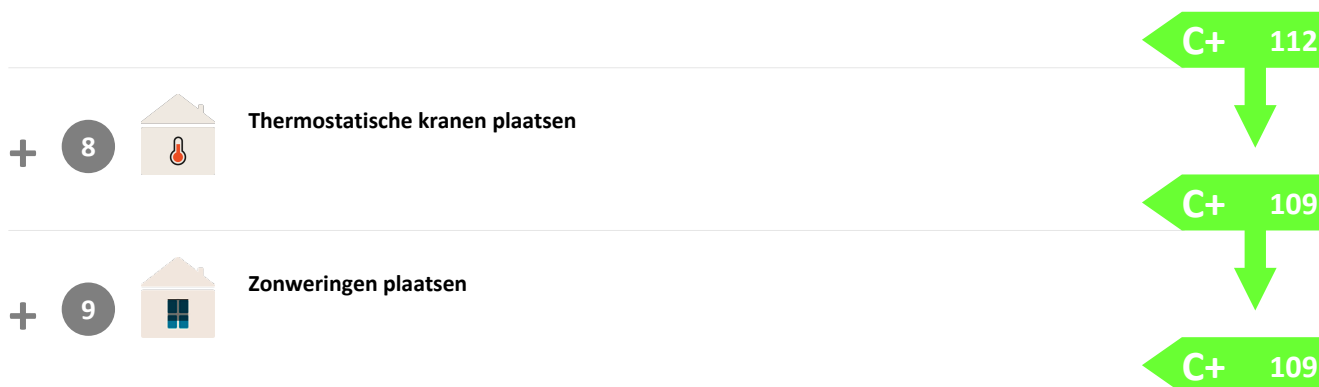 C+ 112
+ 8 Thermostatische kranen plaatsen
C+ 109
+ 9 Zonweringen plaatsen
C+ 109